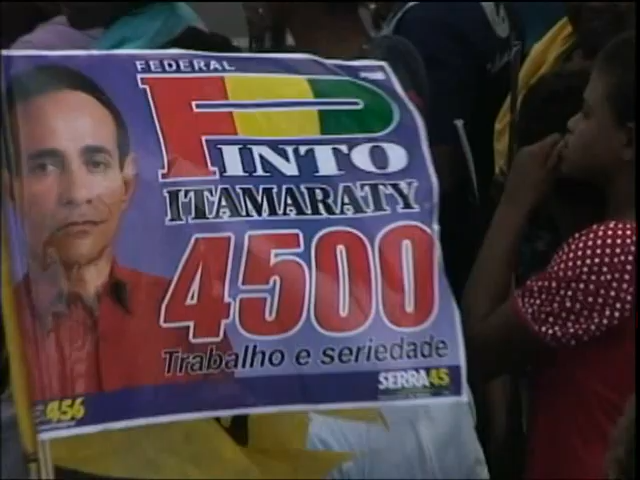 FEDERAL
PINTO
ITAMARATY
4500
Trabalho e seriedade
SERRA45
456